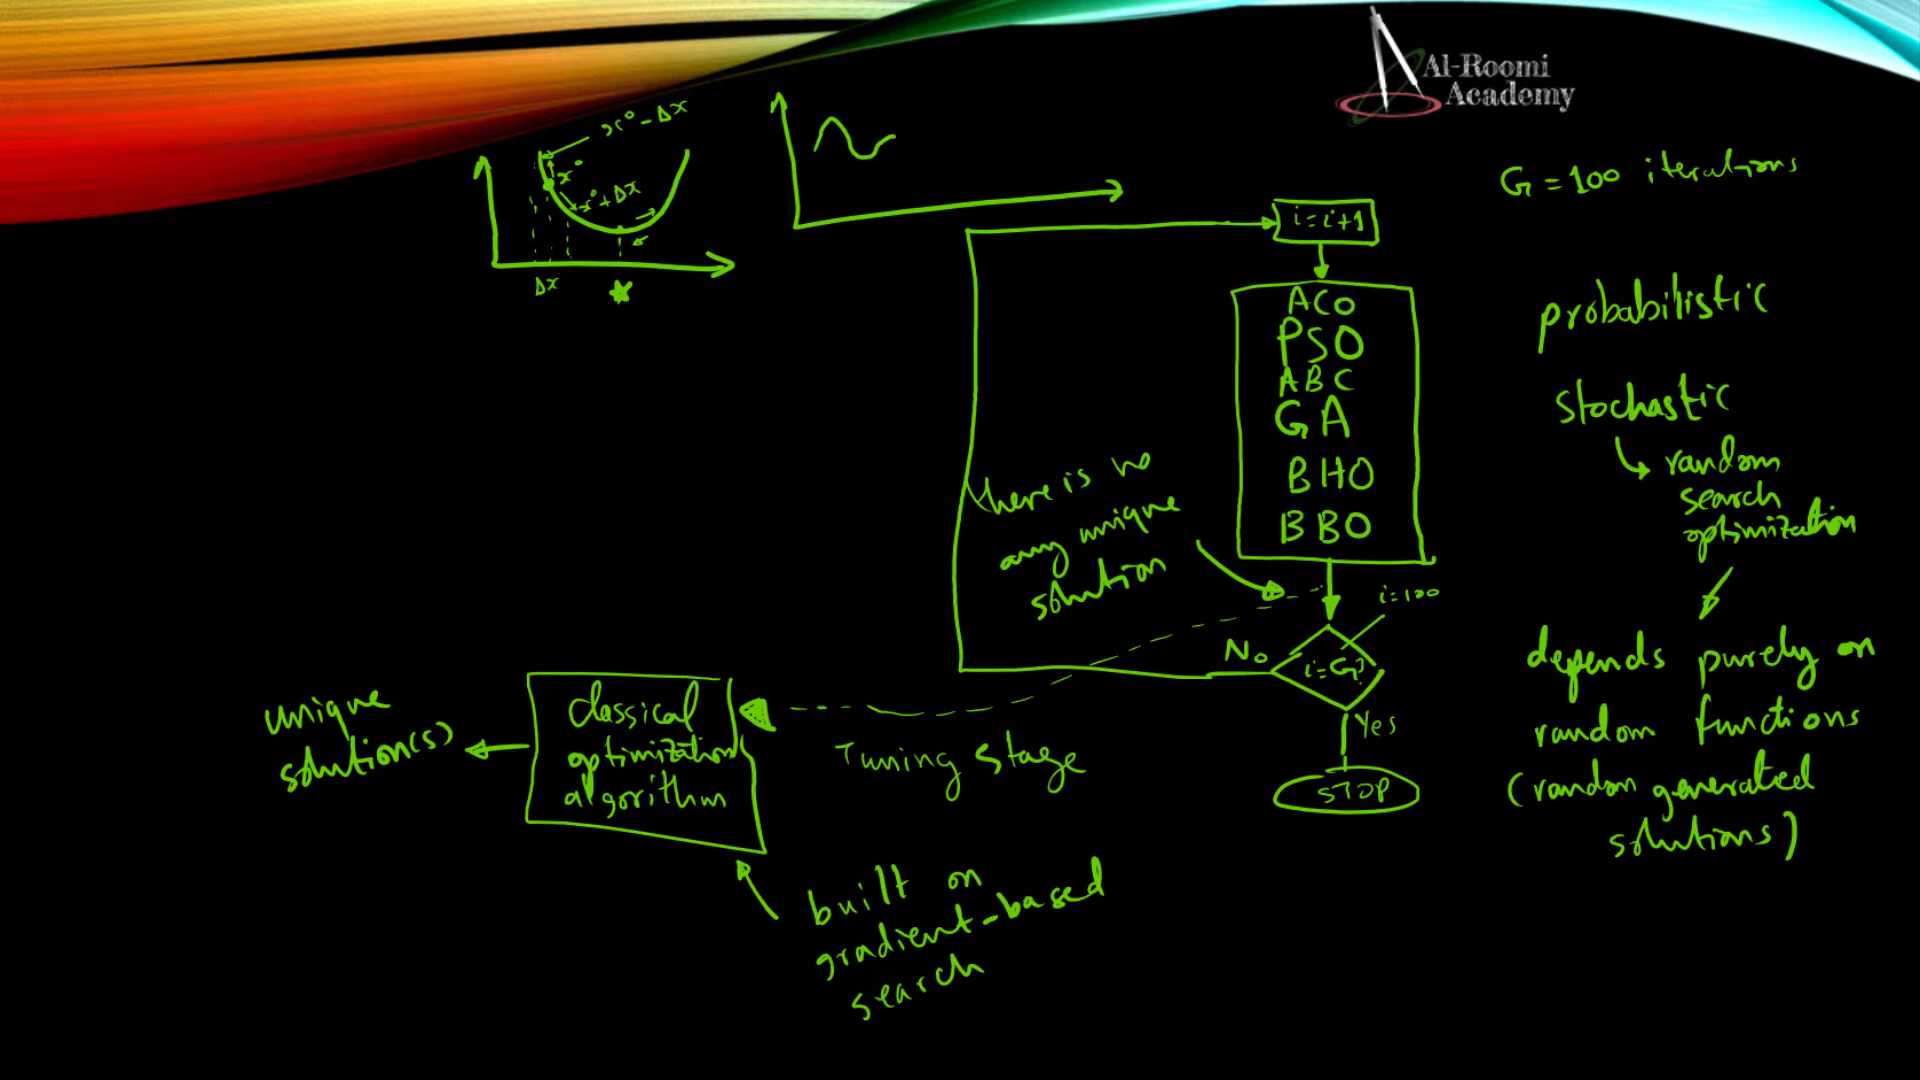 Al-Roomi
Academy
x° - Δx
x°
x° + Δx
Δx
G = 100 iterations
i = i + 1
ACO
PSO
ABC
GA
BHO
BBO
probabilistic
stochastic
random
search
optimization
depends purely on
random functions
(random generated
solutions)
there is no
any unique
solution
i = 100
i = G?
No
Yes
STOP
Tuning stage
classical
optimization
algorithm
unique
solution(s)
built on
gradient-based
search